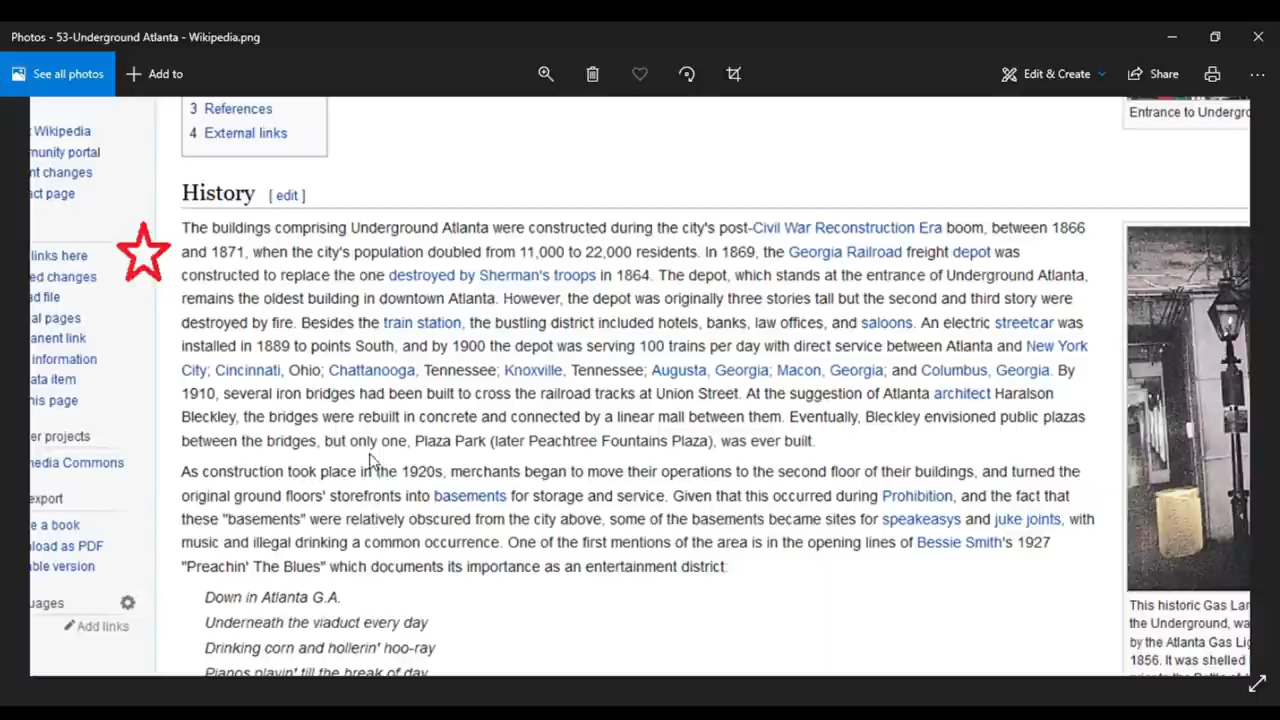 Photos - 53-Underground Atlanta - Wikipedia.png
See all photos
Add to
Edit & Create
Share
3 References
4 External links
Wikipedia
portal
changes
page
links here
changes
file
pages
link
information
item
page
projects
Commons
a book
as PDF
version
Add links
Entrance to
History [ edit ]
The buildings comprising Underground Atlanta were constructed during the city's post-Civil War Reconstruction Era boom, between 1866
and 1871, when the city's population doubled from 11,000 to 22,000 residents. In 1869, the Georgia Railroad freight depot was
constructed to replace the one destroyed by Sherman's troops in 1864. The depot, which stands at the entrance of Underground Atlanta,
remains the oldest building in downtown Atlanta. However, the depot was originally three stories tall but the second and third story were
destroyed by fire. Besides the train station, the bustling district included hotels, banks, law offices, and saloons. An electric streetcar was
installed in 1889 to points South, and by 1900 the depot was serving 100 trains per day with direct service between Atlanta and New York
City; Cincinnati, Ohio; Chattanooga, Tennessee; Knoxville, Tennessee; Augusta, Georgia; Macon, Georgia; and Columbus, Georgia. By
1910, several iron bridges had been built to cross the railroad tracks at Union Street. At the suggestion of Atlanta architect Haralson
Bleckley, the bridges were rebuilt in concrete and connected by a linear mall between them. Eventually, Bleckley envisioned public plazas
between the bridges, but only one, Plaza Park (later Peachtree Fountains Plaza), was ever built.
As construction took place in the 1920s, merchants began to move their operations to the second floor of their buildings, and turned the
original ground floors' storefronts into basements for storage and service. Given that this occurred during Prohibition, and the fact that
these "basements" were relatively obscured from the city above, some of the basements became sites for speakeasys and juke joints, with
music and illegal drinking a common occurrence. One of the first mentions of the area is in the opening lines of Bessie Smith's 1927
"Preachin' The Blues" which documents its importance as an entertainment district:
Down in Atlanta G.A.
Underneath the viaduct every day
Drinking corn and hollerin' hoo-ray
Pianos playin' till the break of day
This historic Gas
the Underground,
by the Atlanta Gas
1856. It was shelled